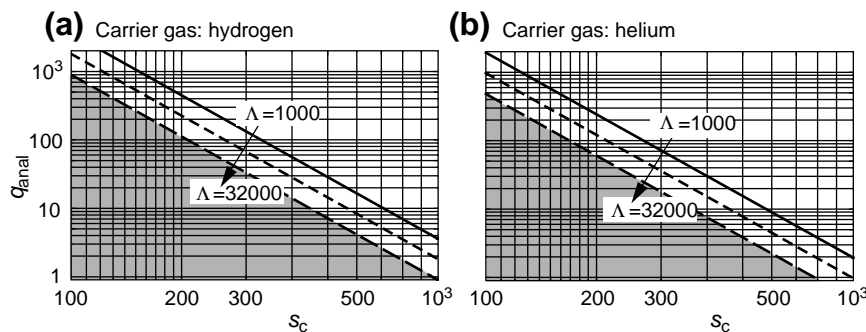 (a) Carrier gas: hydrogen
10³
100
10
1
q_anal
Λ=1000
Λ=32000
100 200 300 500 10³
s_c
(b) Carrier gas: helium
Λ=1000
Λ=32000
100 200 300 500 10³
s_c